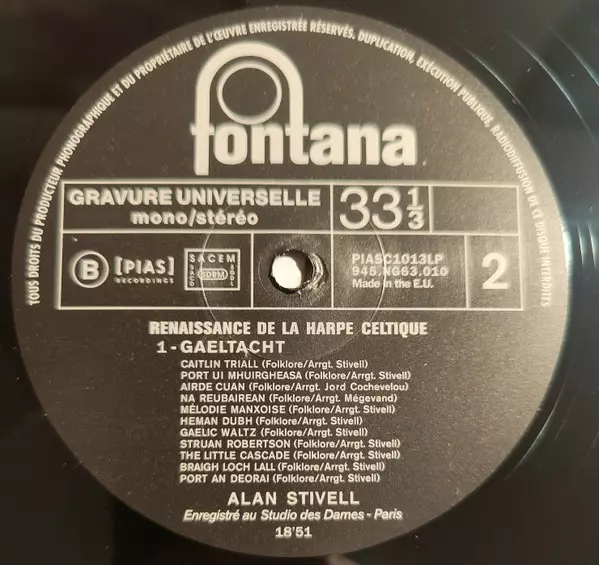 TOUS DROITS DU PRODUCTEUR PHONOGRAPHIQUE ET DU PROPRIÉTAIRE DE L'ŒUVRE ENREGISTRÉE RÉSERVÉS, DUPLICATION, EXÉCUTION PUBLIQUE, RADIODIFUSION DE CE DISQUE INTERDITES
fontana
GRAVURE UNIVERSELLE
mono/stéréo
33 1/3
B
[PIAS]
RECORDINGS
SACEM
SDRM
PIASC1013LP
945.NG63.010
Made in the E.U.
2
RENAISSANCE DE LA HARPE CELTIQUE
1 - GAELTACHT
CAITLIN TRIALL (Folklore/Arrgt. Stivell)
PORT UI MHUIRGHEASA (Folklore/Arrgt. Stivell)
AIRDE CUAN (Folklore/Arrgt. Jord Cochevelou)
NA REUBAIREAN (Folklore/Arrgt. Mégevand)
MÉLODIE MANXOISE (Folklore/Arrgt. Stivell)
HEMAN DUBH (Folklore/Arrgt. Stivell)
GAELIC WALTZ (Folklore/Arrgt. Stivell)
STRUAN ROBERTSON (Folklore/Arrgt. Stivell)
THE LITTLE CASCADE (Folklore/Arrgt. Stivell)
BRAIGH LOCH LALL (Folklore/Arrgt. Stivell)
PORT AN DEORAI (Folklore/Arrgt. Stivell)
ALAN STIVELL
Enregistré au Studio des Dames - Paris
18'51